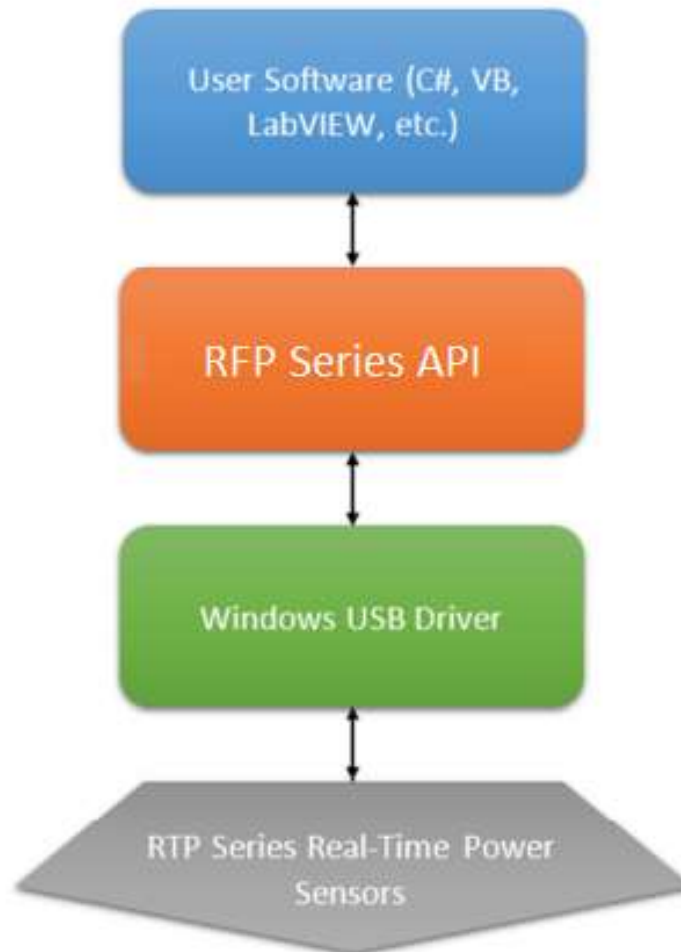 User Software (C#, VB,
LabVIEW, etc.)
RFP Series API
Windows USB Driver
RTP Series Real-Time Power
Sensors